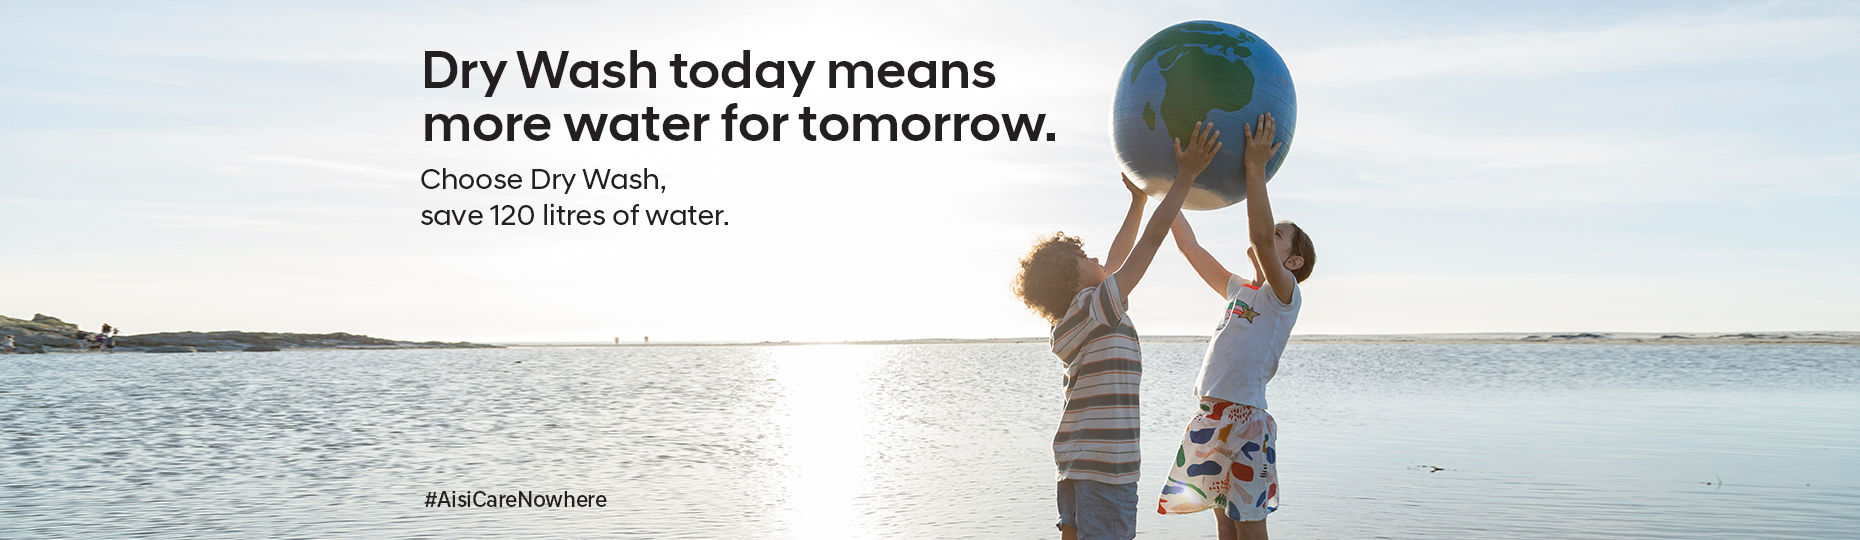 Dry Wash today means
more water for tomorrow.
Choose Dry Wash,
save 120 litres of water.
#AisiCareNowhere